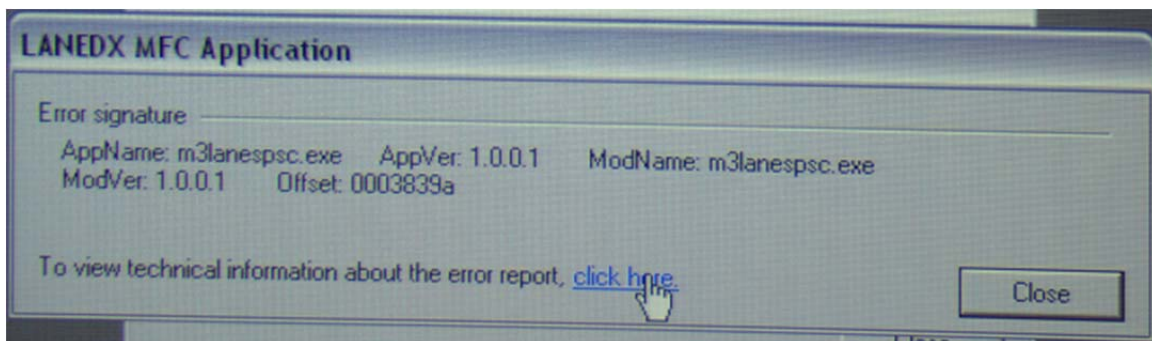 LANEDX MFC Application
Error signature
AppName: m3lanespsc.exe AppVer: 1.0.0.1 ModName: m3lanespsc.exe
ModVer: 1.0.0.1 Offset: 0003839a
To view technical information about the error report, click here.
Close